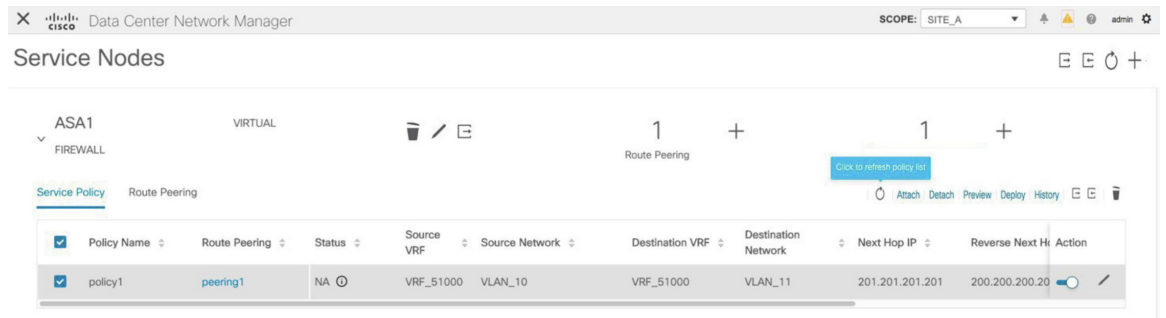 CISCO Data Center Network Manager SCOPE: SITE_A admin
Service Nodes
ASA1 VIRTUAL 1 1
FIREWALL Route Peering
Click to refresh policy list
Service Policy Route Peering Attach Detach Preview Deploy History
Policy Name Route Peering Status Source VRF Source Network Destination VRF Destination Network Next Hop IP Reverse Next Action
policy1 peering1 NA VRF_51000 VLAN_10 VRF_51000 VLAN_11 201.201.201.201 200.200.200.20